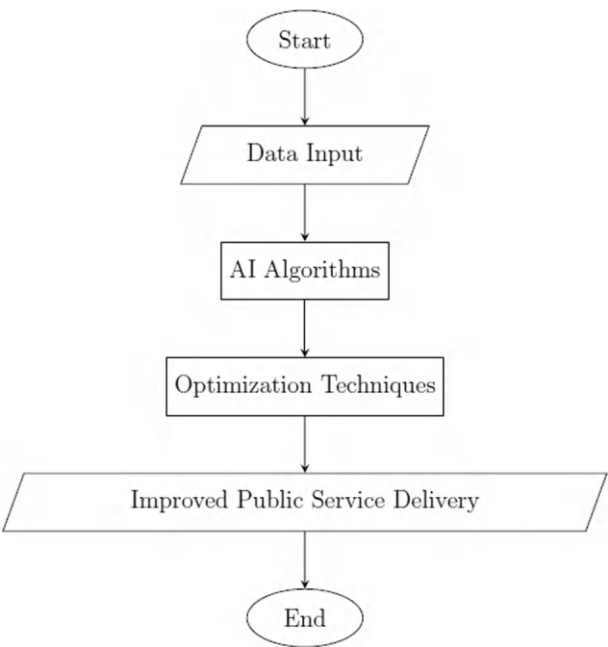 Start
Data Input
AI Algorithms
Optimization Techniques
Improved Public Service Delivery
End